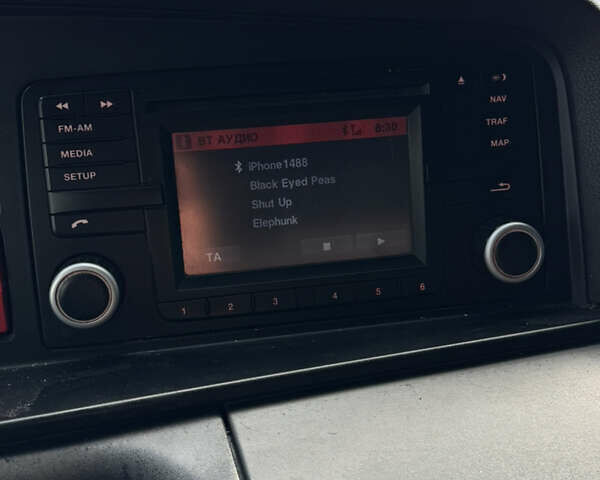 FM-AM
MEDIA
SETUP
BT АУДИО 8:30
iPhone1488
Black Eyed Peas
Shut Up
Elephunk
TA
1 2 3 4 5 6
NAV
TRAF
MAP